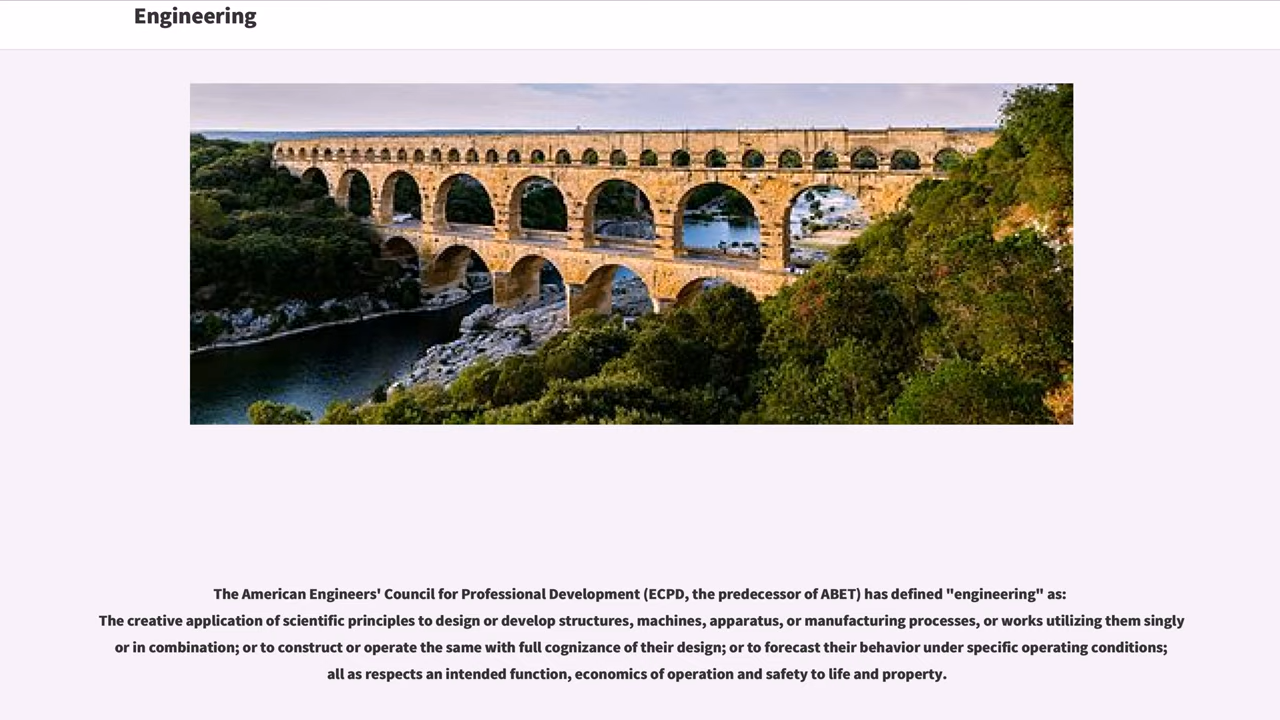 Engineering
The American Engineers' Council for Professional Development (ECPD, the predecessor of ABET) has defined "engineering" as:
The creative application of scientific principles to design or develop structures, machines, apparatus, or manufacturing processes, or works utilizing them singly
or in combination; or to construct or operate the same with full cognizance of their design; or to forecast their behavior under specific operating conditions;
all as respects an intended function, economics of operation and safety to life and property.